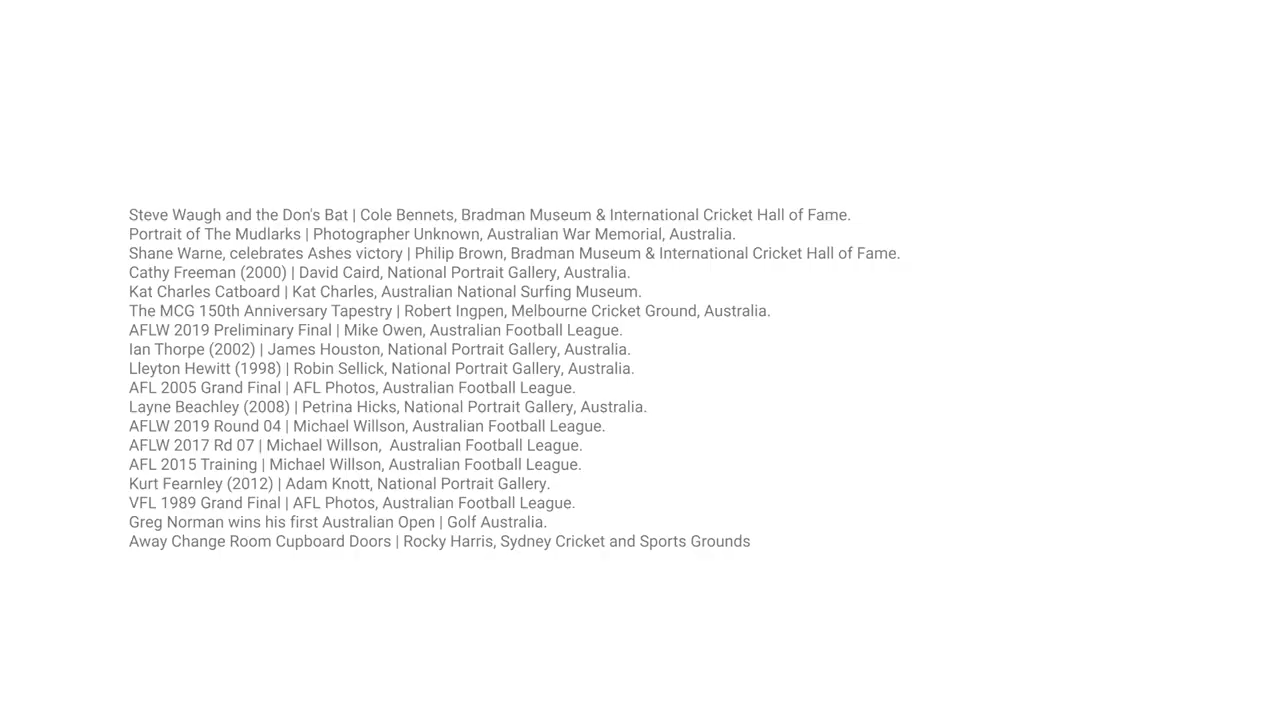 Steve Waugh and the Don's Bat | Cole Bennets, Bradman Museum & International Cricket Hall of Fame.
Portrait of The Mudlarks | Photographer Unknown, Australian War Memorial, Australia.
Shane Warne, celebrates Ashes victory | Philip Brown, Bradman Museum & International Cricket Hall of Fame.
Cathy Freeman (2000) | David Caird, National Portrait Gallery, Australia.
Kat Charles Catboard | Kat Charles, Australian National Surfing Museum.
The MCG 150th Anniversary Tapestry | Robert Ingpen, Melbourne Cricket Ground, Australia.
AFLW 2019 Preliminary Final | Mike Owen, Australian Football League.
Ian Thorpe (2002) | James Houston, National Portrait Gallery, Australia.
Lleyton Hewitt (1998) | Robin Sellick, National Portrait Gallery, Australia.
AFL 2005 Grand Final | AFL Photos, Australian Football League.
Layne Beachley (2008) | Petrina Hicks, National Portrait Gallery, Australia.
AFLW 2019 Round 04 | Michael Willson, Australian Football League.
AFLW 2017 Rd 07 | Michael Willson,  Australian Football League.
AFL 2015 Training | Michael Willson, Australian Football League.
Kurt Fearnley (2012) | Adam Knott, National Portrait Gallery.
VFL 1989 Grand Final | AFL Photos, Australian Football League.
Greg Norman wins his first Australian Open | Golf Australia.
Away Change Room Cupboard Doors | Rocky Harris, Sydney Cricket and Sports Grounds